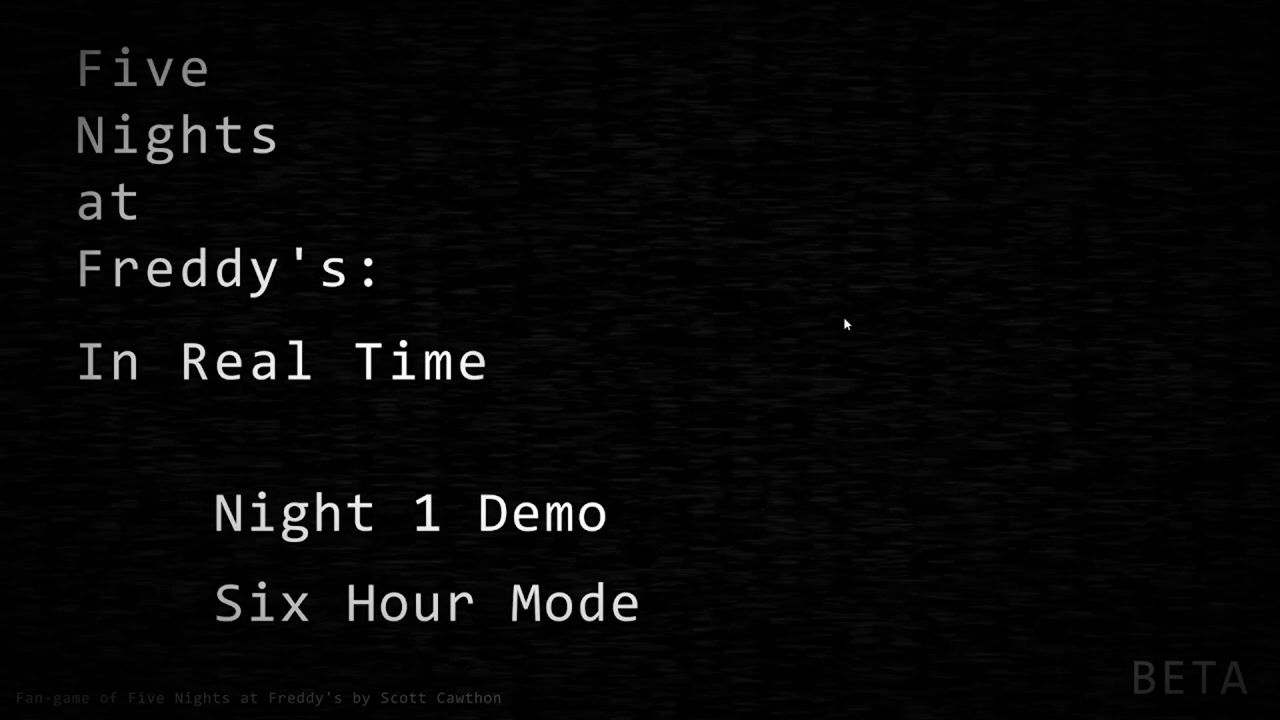 Five
Nights
at
Freddy's:
In Real Time
Night 1 Demo
Six Hour Mode
BETA
Fan-game of Five Nights at Freddy's by Scott Cawthon